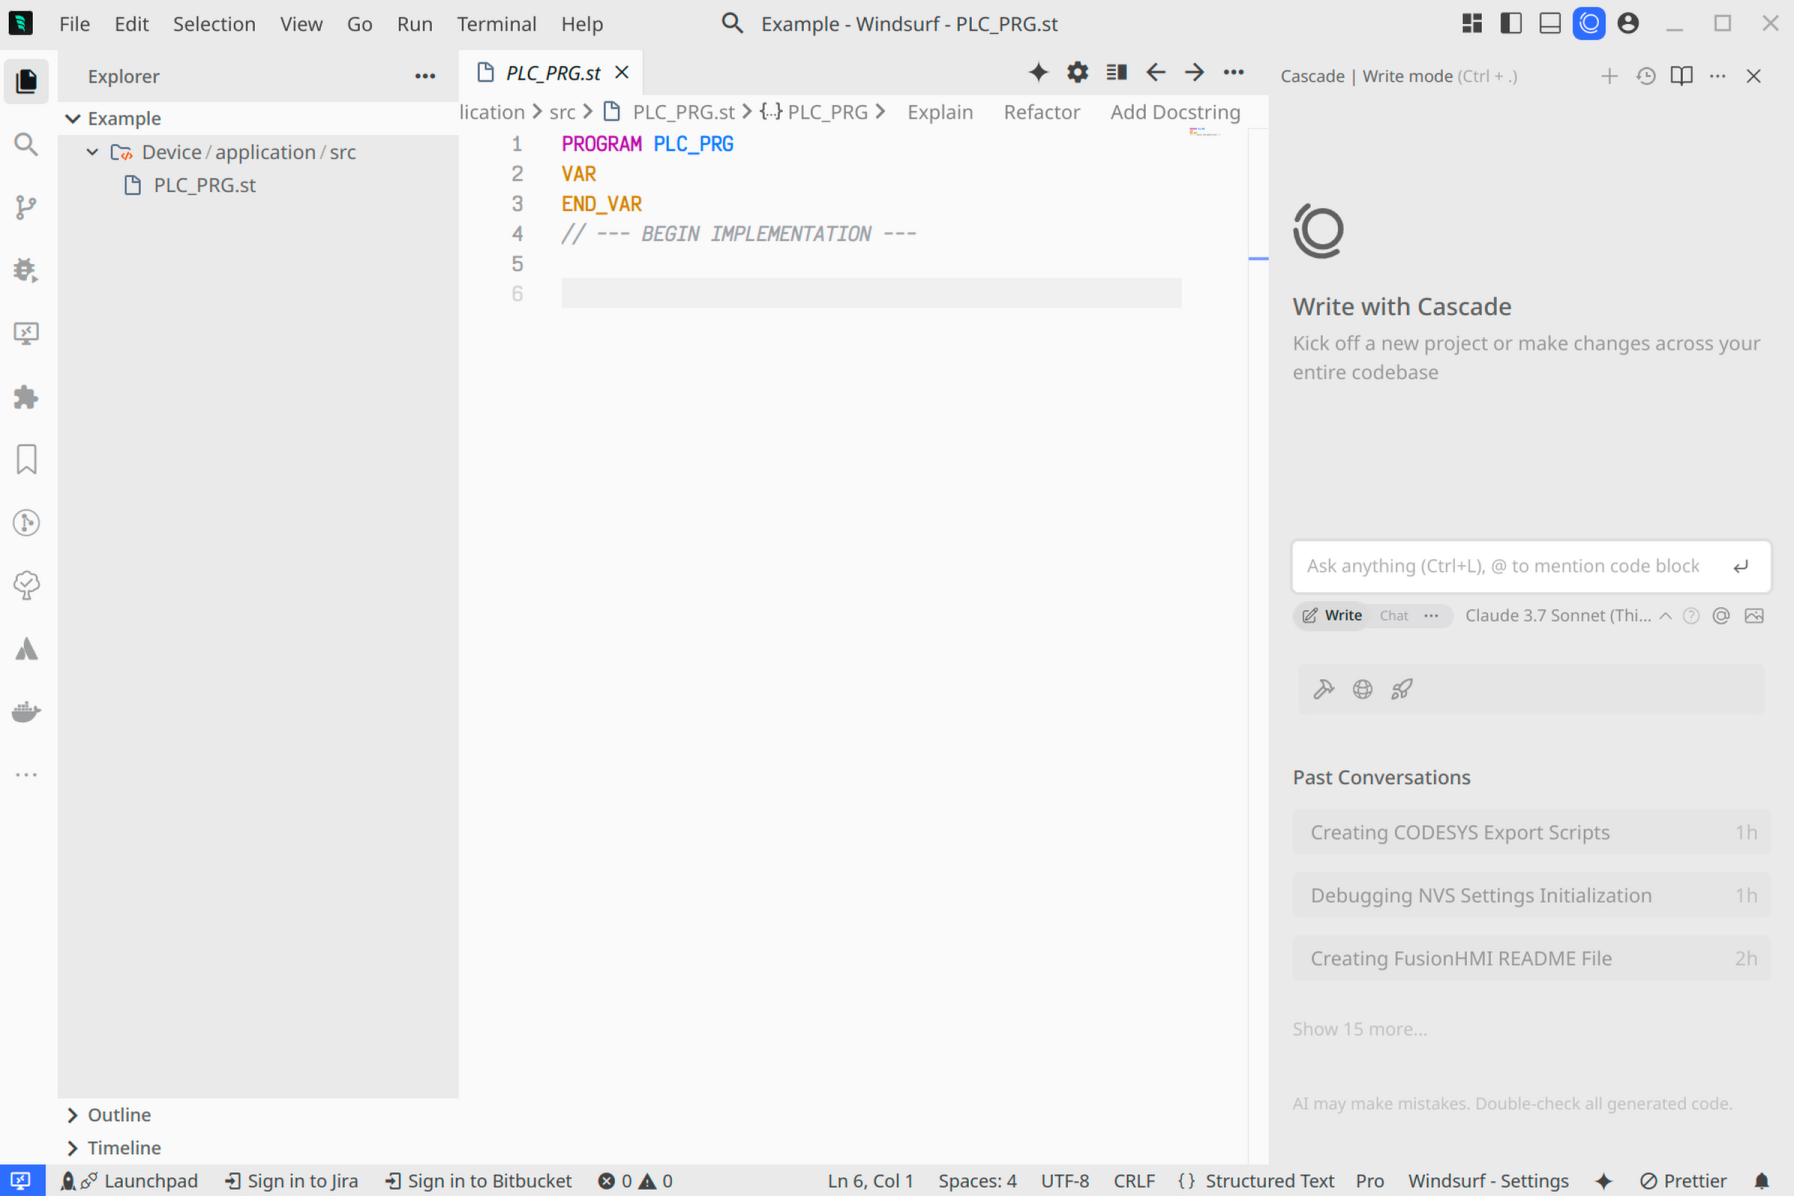 File Edit Selection View Go Run Terminal Help
Example - Windsurf - PLC_PRG.st
Explorer
PLC_PRG.st
Cascade | Write mode (Ctrl + .)
Example
lication > src > PLC_PRG.st > {...} PLC_PRG > Explain Refactor Add Docstring
Device / application / src
PLC_PRG.st
1 PROGRAM PLC_PRG
2 VAR
3 END_VAR
4 // --- BEGIN IMPLEMENTATION ---
5
6
Write with Cascade
Kick off a new project or make changes across your
entire codebase
Ask anything (Ctrl+L), @ to mention code block
Write Chat ... Claude 3.7 Sonnet (Thi...
Past Conversations
Creating CODESYS Export Scripts 1h
Debugging NVS Settings Initialization 1h
Creating FusionHMI README File 2h
Show 15 more...
AI may make mistakes. Double-check all generated code.
Outline
Timeline
Launchpad Sign in to Jira Sign in to Bitbucket 0 0 Ln 6, Col 1 Spaces: 4 UTF-8 CRLF {} Structured Text Pro Windsurf - Settings Prettier